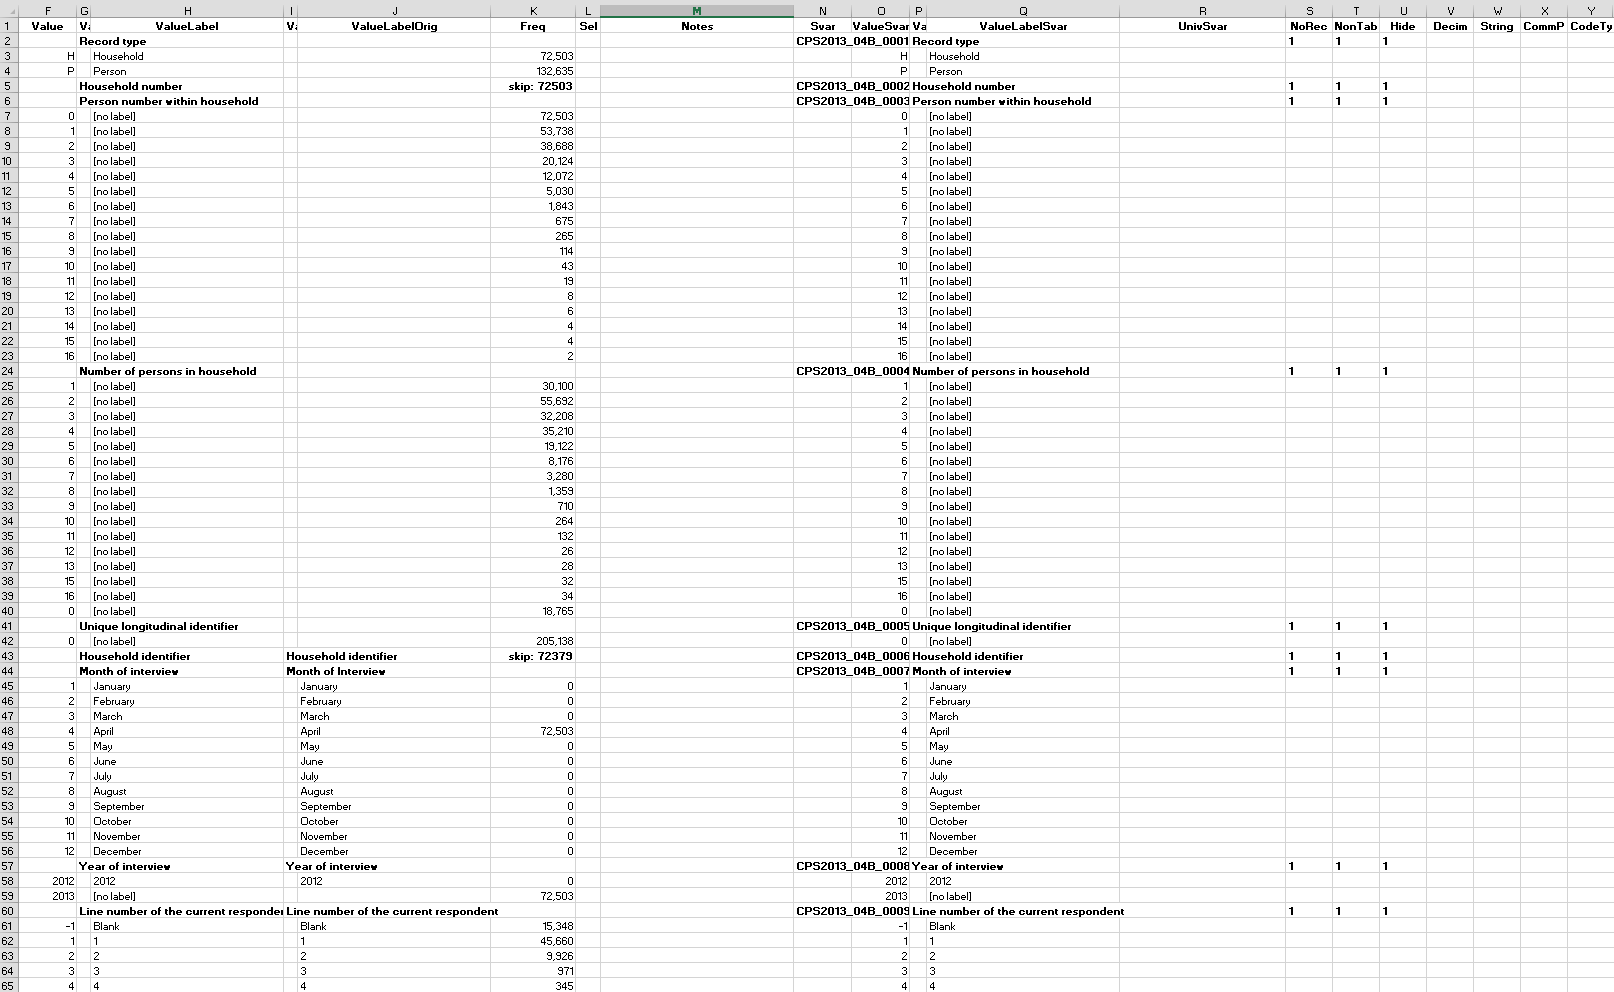 F G H I J K L M N O P Q R S T U V W X Y
1 Value Va ValueLabel Va ValueLabelOrig Freq Sel Notes Svar ValueSvar Va ValueLabelSvar UnivSvar NoRec NonTab Hide Decim String CommP CodeTy
2 Record type CPS2013_04B_0001 Record type 1 1 1
3 H Household 72,503 H Household
4 P Person 132,635 P Person
5 Household number skip: 72503 CPS2013_04B_0002 Household number 1 1 1
6 Person number within household CPS2013_04B_0003 Person number within household 1 1 1
7 0 [no label] 72,503 0 [no label]
8 1 [no label] 53,738 1 [no label]
9 2 [no label] 38,688 2 [no label]
10 3 [no label] 20,124 3 [no label]
11 4 [no label] 12,072 4 [no label]
12 5 [no label] 5,030 5 [no label]
13 6 [no label] 1,843 6 [no label]
14 7 [no label] 675 7 [no label]
15 8 [no label] 265 8 [no label]
16 9 [no label] 114 9 [no label]
17 10 [no label] 43 10 [no label]
18 11 [no label] 19 11 [no label]
19 12 [no label] 8 12 [no label]
20 13 [no label] 6 13 [no label]
21 14 [no label] 4 14 [no label]
22 15 [no label] 4 15 [no label]
23 16 [no label] 2 16 [no label]
24 Number of persons in household CPS2013_04B_0004 Number of persons in household 1 1 1
25 1 [no label] 30,100 1 [no label]
26 2 [no label] 55,692 2 [no label]
27 3 [no label] 32,208 3 [no label]
28 4 [no label] 35,210 4 [no label]
29 5 [no label] 19,122 5 [no label]
30 6 [no label] 8,176 6 [no label]
31 7 [no label] 3,280 7 [no label]
32 8 [no label] 1,359 8 [no label]
33 9 [no label] 710 9 [no label]
34 10 [no label] 264 10 [no label]
35 11 [no label] 132 11 [no label]
36 12 [no label] 26 12 [no label]
37 13 [no label] 28 13 [no label]
38 15 [no label] 32 15 [no label]
39 16 [no label] 34 16 [no label]
40 0 [no label] 18,765 0 [no label]
41 Unique longitudinal identifier CPS2013_04B_0005 Unique longitudinal identifier 1 1 1
42 0 [no label] 205,138 0 [no label]
43 Household identifier Household identifier skip: 72379 CPS2013_04B_0006 Household identifier 1 1 1
44 Month of interview Month of Interview CPS2013_04B_0007 Month of interview 1 1 1
45 1 January January 0 1 January
46 2 February February 0 2 February
47 3 March March 0 3 March
48 4 April April 72,503 4 April
49 5 May May 0 5 May
50 6 June June 0 6 June
51 7 July July 0 7 July
52 8 August August 0 8 August
53 9 September September 0 9 September
54 10 October October 0 10 October
55 11 November November 0 11 November
56 12 December December 0 12 December
57 Year of interview Year of interview CPS2013_04B_0008 Year of interview 1 1 1
58 2012 2012 2012 0 2012 2012
59 2013 [no label] 72,503 2013 [no label]
60 Line number of the current responder Line number of the current respondent CPS2013_04B_0009 Line number of the current respondent 1 1 1
61 -1 Blank Blank 15,348 -1 Blank
62 1 1 1 45,660 1 1
63 2 2 2 9,926 2 2
64 3 3 3 971 3 3
65 4 4 4 345 4 4